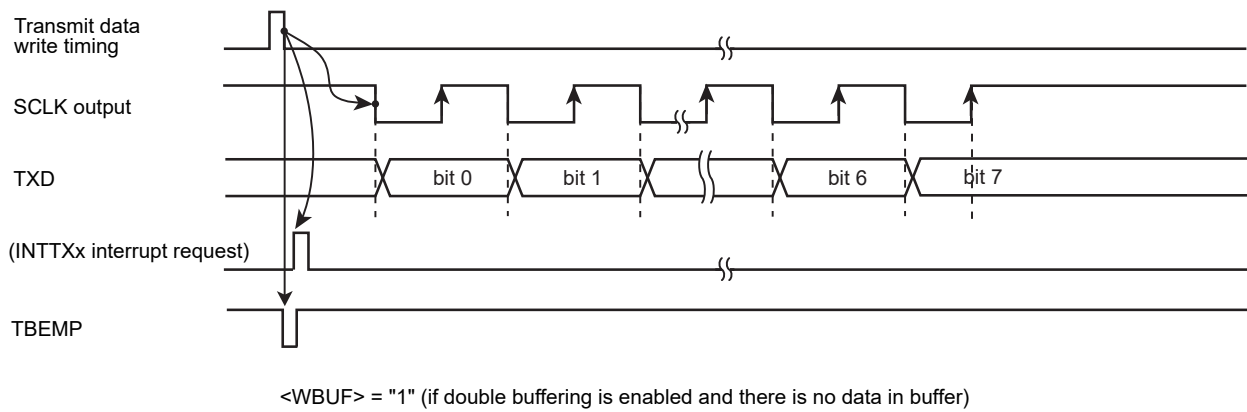 Transmit data
write timing
SCLK output
TXD
bit 0
bit 1
bit 6
bit 7
(INTTXx interrupt request)
TBEMP
<WBUF> = "1" (if double buffering is enabled and there is no data in buffer)